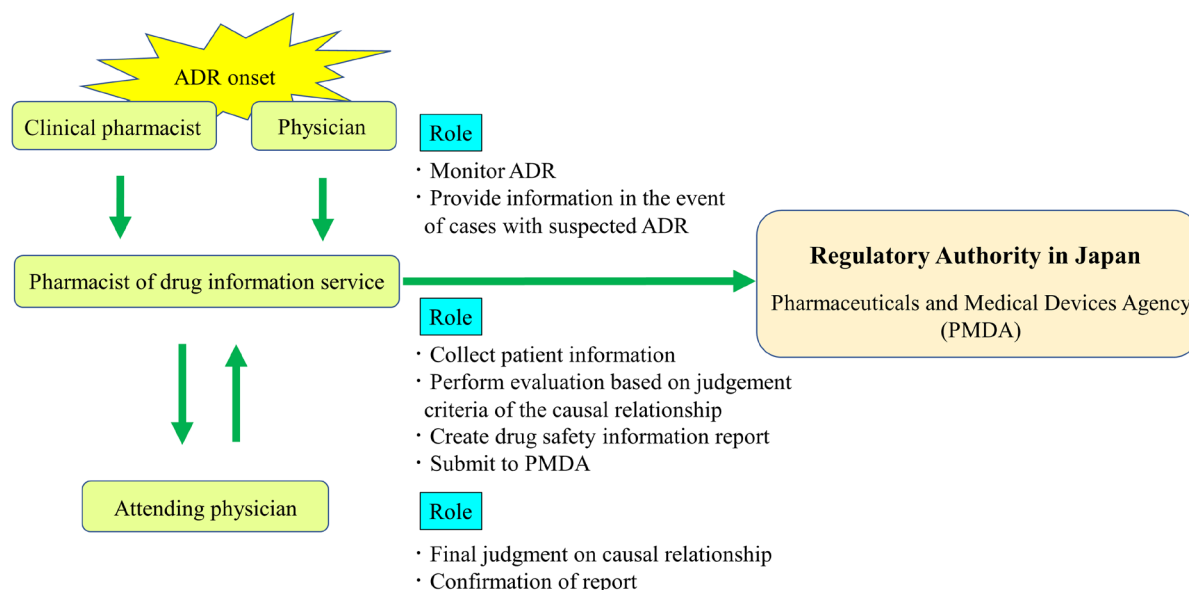 ADR onset
Clinical pharmacist
Physician
Role
・Monitor ADR
・Provide information in the event
of cases with suspected ADR
Pharmacist of drug information service
Regulatory Authority in Japan
Pharmaceuticals and Medical Devices Agency
(PMDA)
Role
・Collect patient information
・Perform evaluation based on judgement
criteria of the causal relationship
・Create drug safety information report
・Submit to PMDA
Attending physician
Role
・Final judgment on causal relationship
・Confirmation of report